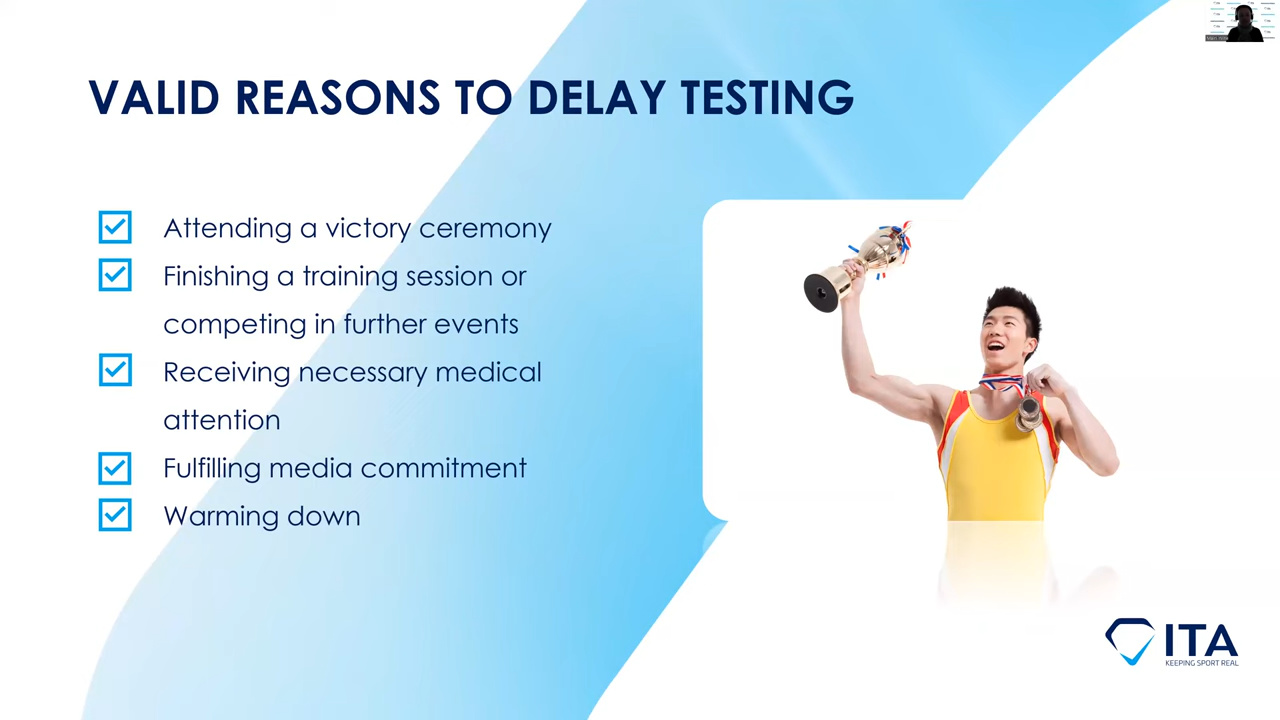 VALID REASONS TO DELAY TESTING
Attending a victory ceremony
Finishing a training session or
competing in further events
Receiving necessary medical
attention
Fulfilling media commitment
Warming down
ITA
KEEPING SPORT REAL